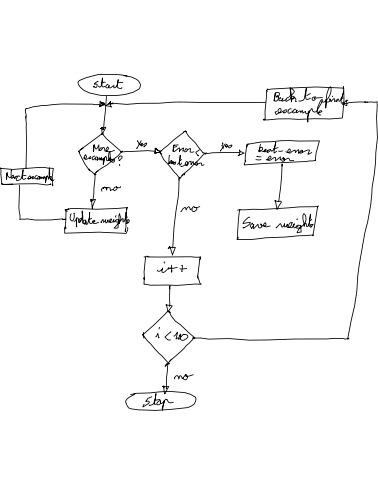 start
Back to first
example
More
examples?
yes
Error <
best error
yes
best-error
= error
Next example
no
Update weights
no
Save weights
i++
i < 10
no
Stop